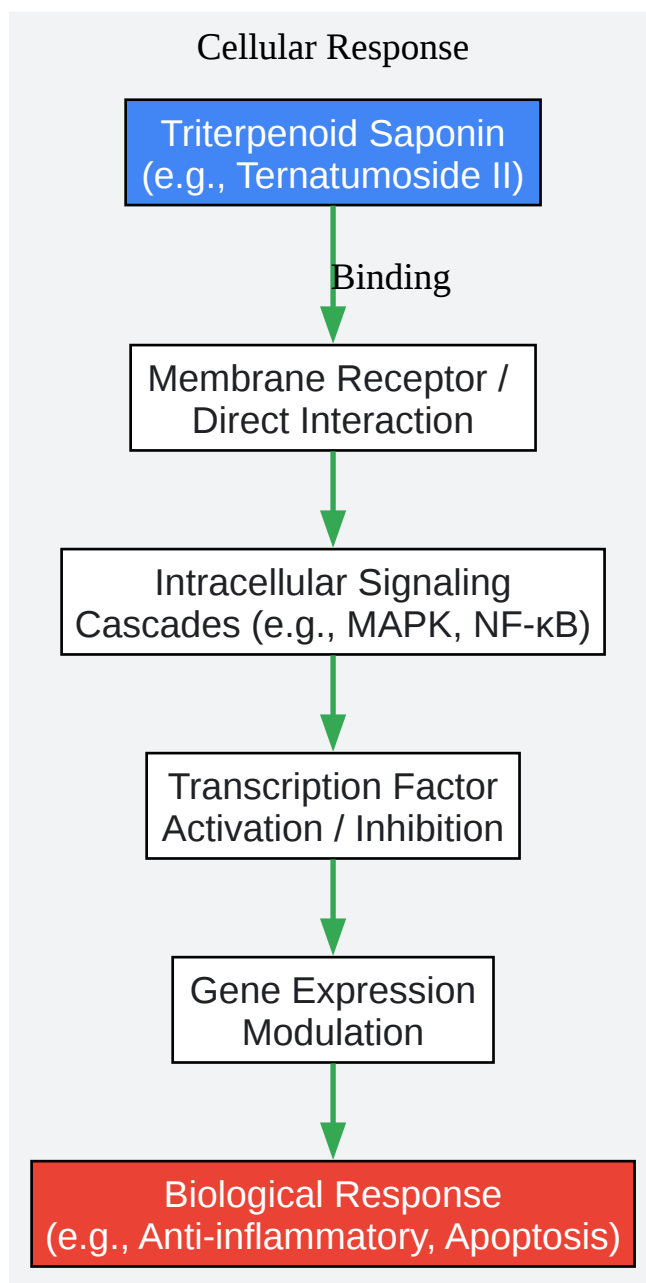 Cellular Response
Triterpenoid Saponin
(e.g., Ternatumoside II)
Binding
Membrane Receptor /
Direct Interaction
Intracellular Signaling
Cascades (e.g., MAPK, NF-κB)
Transcription Factor
Activation / Inhibition
Gene Expression
Modulation
Biological Response
(e.g., Anti-inflammatory, Apoptosis)